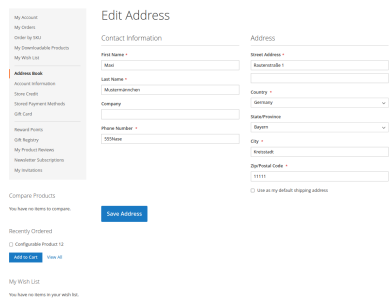 My Account
My Orders
Order by SKU
My Downloadable Products
My Wish List
Address Book
Account Information
Store Credit
Stored Payment Methods
Gift Card
Reward Points
Gift Registry
My Product Reviews
Newsletter Subscriptions
My Invitations
Compare Products
You have no items to compare.
Recently Ordered
Configurable Product 12
Add to Cart View All
My Wish List
You have no items in your wish list.
Edit Address
Contact Information
First Name *
Maxi
Last Name *
Mustermännchen
Company
Phone Number *
555Nase
Save Address
Address
Street Address *
Country *
Germany
State/Province
Bayern
City *
Zip/Postal Code *
11111
Use as my default shipping address